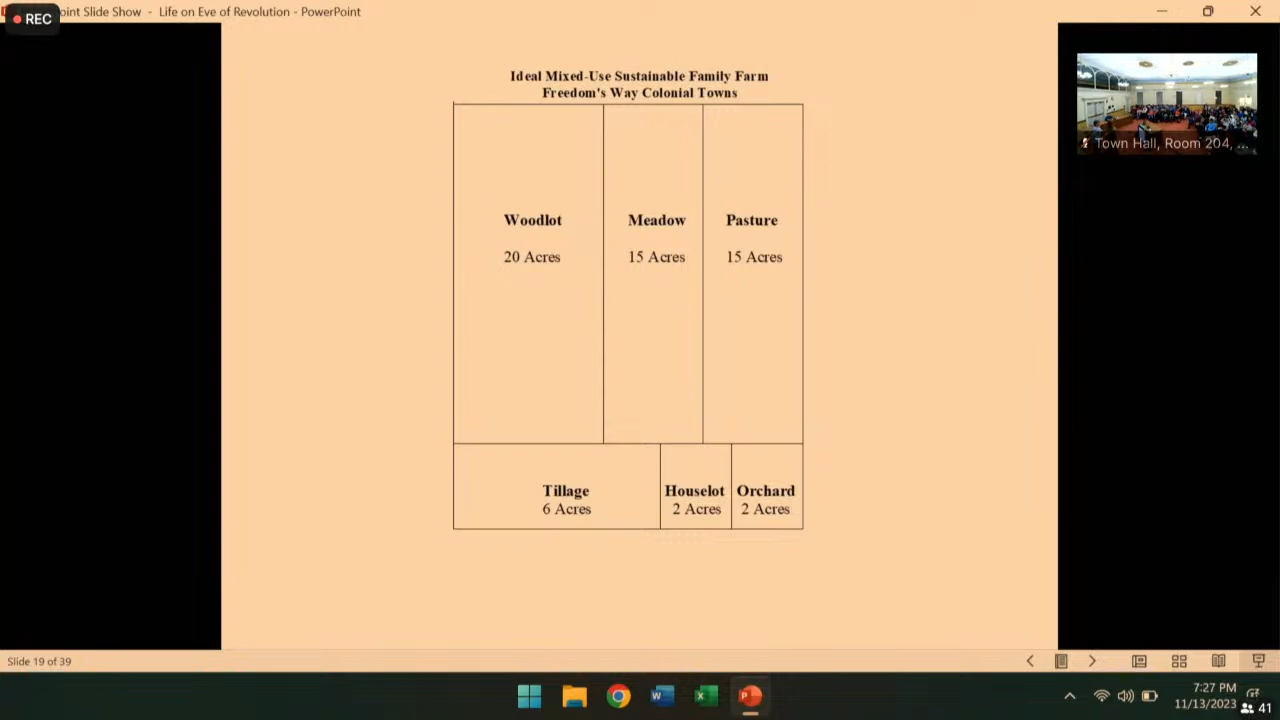 REC
oint Slide Show - Life on Eve of Revolution - PowerPoint
Ideal Mixed-Use Sustainable Family Farm
Freedom's Way Colonial Towns
Woodlot Meadow Pasture
20 Acres 15 Acres 15 Acres
Tillage Houselot Orchard
6 Acres 2 Acres 2 Acres
Town Hall, Room 204, ...
Slide 19 of 39
7:27 PM
11/13/2023
41